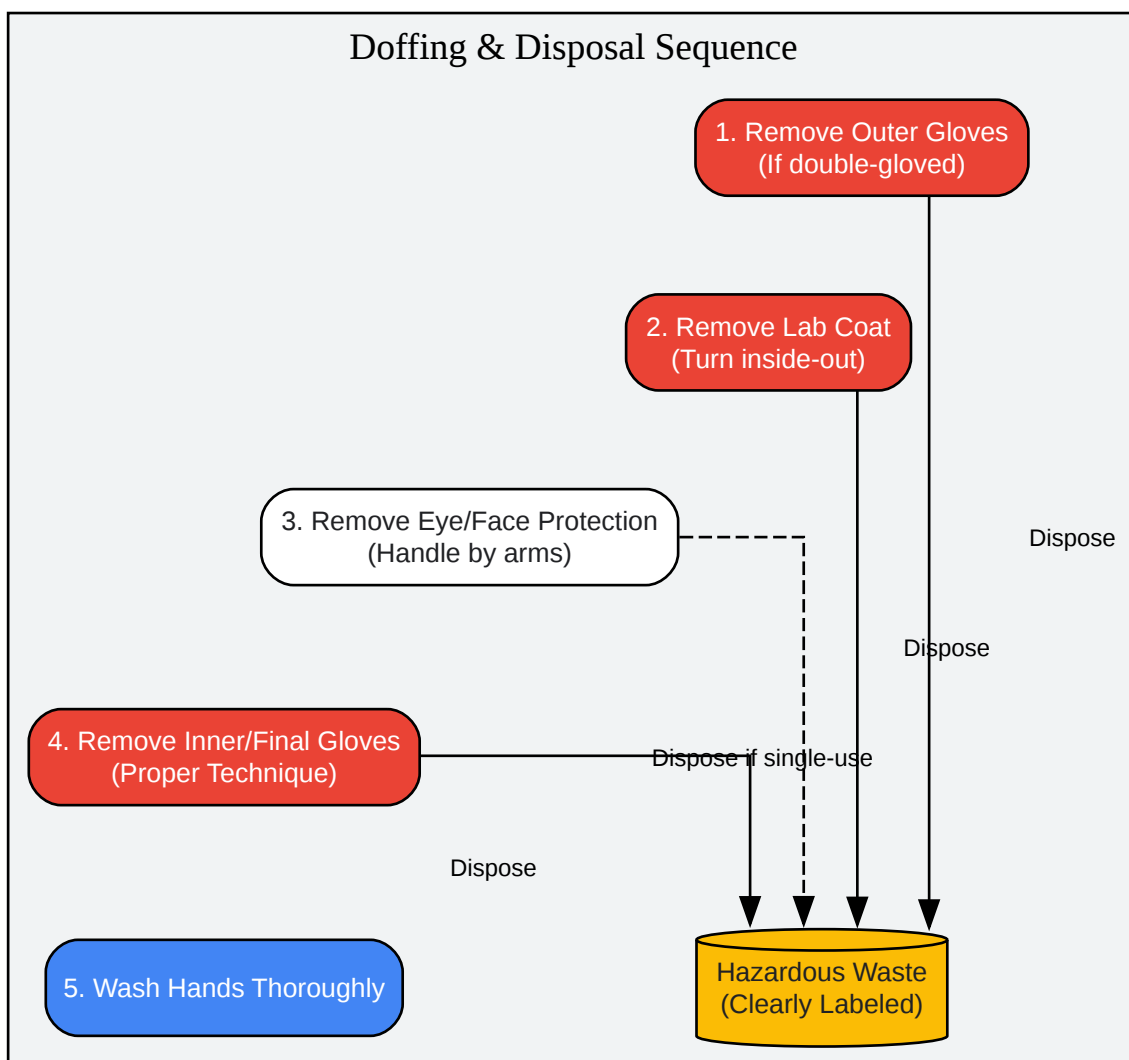 Doffing & Disposal Sequence
1. Remove Outer Gloves
(If double-gloved)
2. Remove Lab Coat
(Turn inside-out)
3. Remove Eye/Face Protection
(Handle by arms)
Dispose
Dispose
4. Remove Inner/Final Gloves
(Proper Technique)
Dispose if single-use
Dispose
5. Wash Hands Thoroughly
Hazardous Waste
(Clearly Labeled)